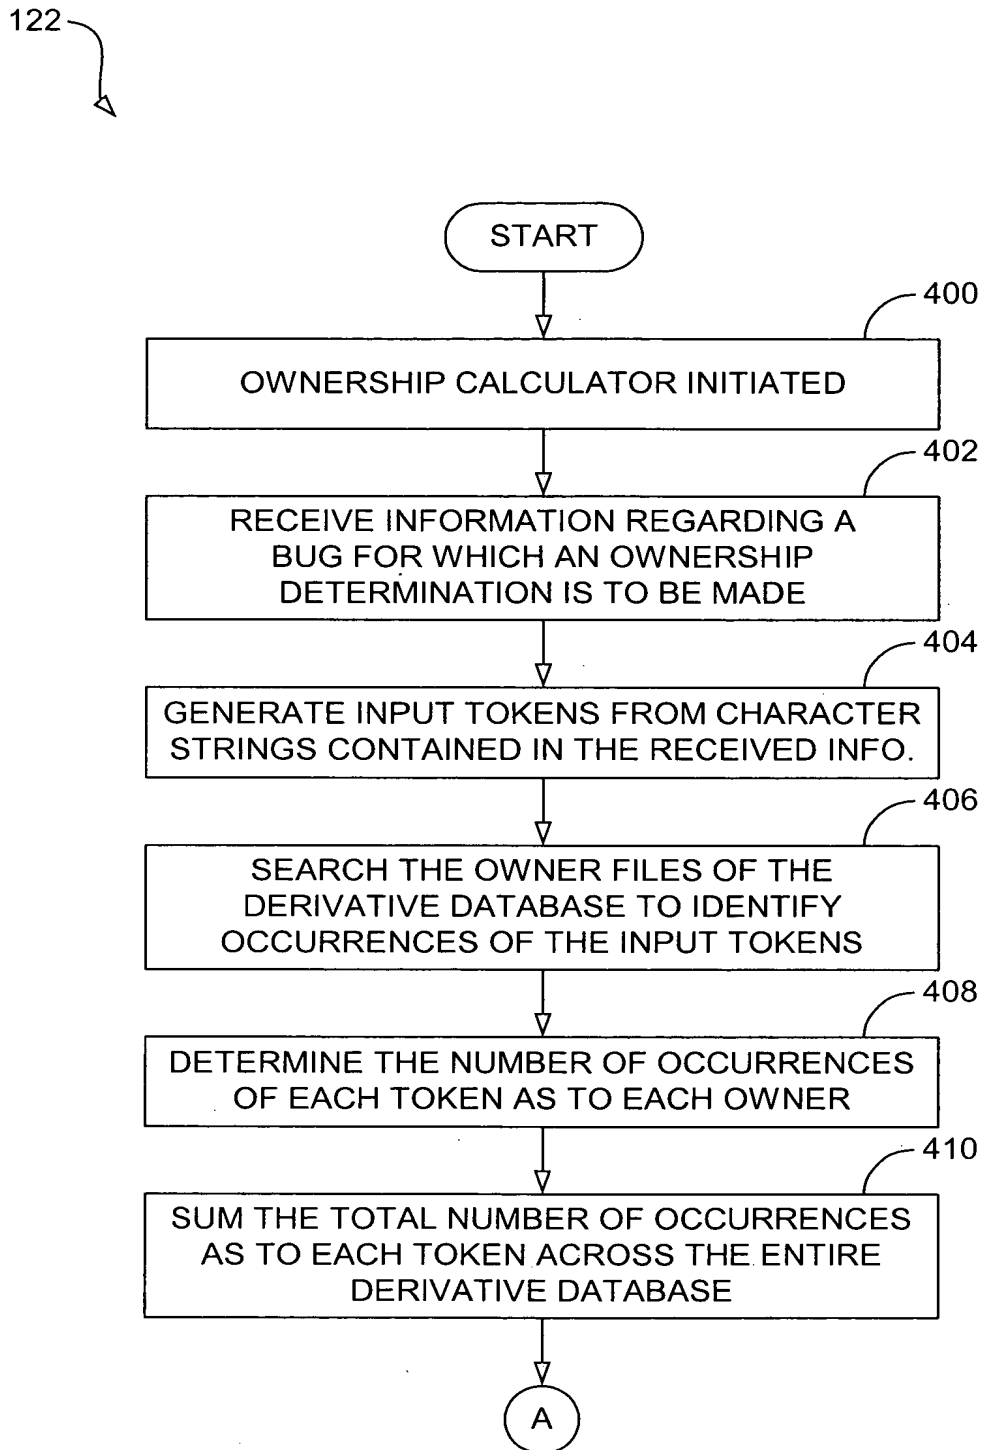 122
START
400
OWNERSHIP CALCULATOR INITIATED
402
RECEIVE INFORMATION REGARDING A
BUG FOR WHICH AN OWNERSHIP
DETERMINATION IS TO BE MADE
404
GENERATE INPUT TOKENS FROM CHARACTER
STRINGS CONTAINED IN THE RECEIVED INFO.
406
SEARCH THE OWNER FILES OF THE
DERIVATIVE DATABASE TO IDENTIFY
OCCURRENCES OF THE INPUT TOKENS
408
DETERMINE THE NUMBER OF OCCURRENCES
OF EACH TOKEN AS TO EACH OWNER
410
SUM THE TOTAL NUMBER OF OCCURRENCES
AS TO EACH TOKEN ACROSS THE ENTIRE
DERIVATIVE DATABASE
A